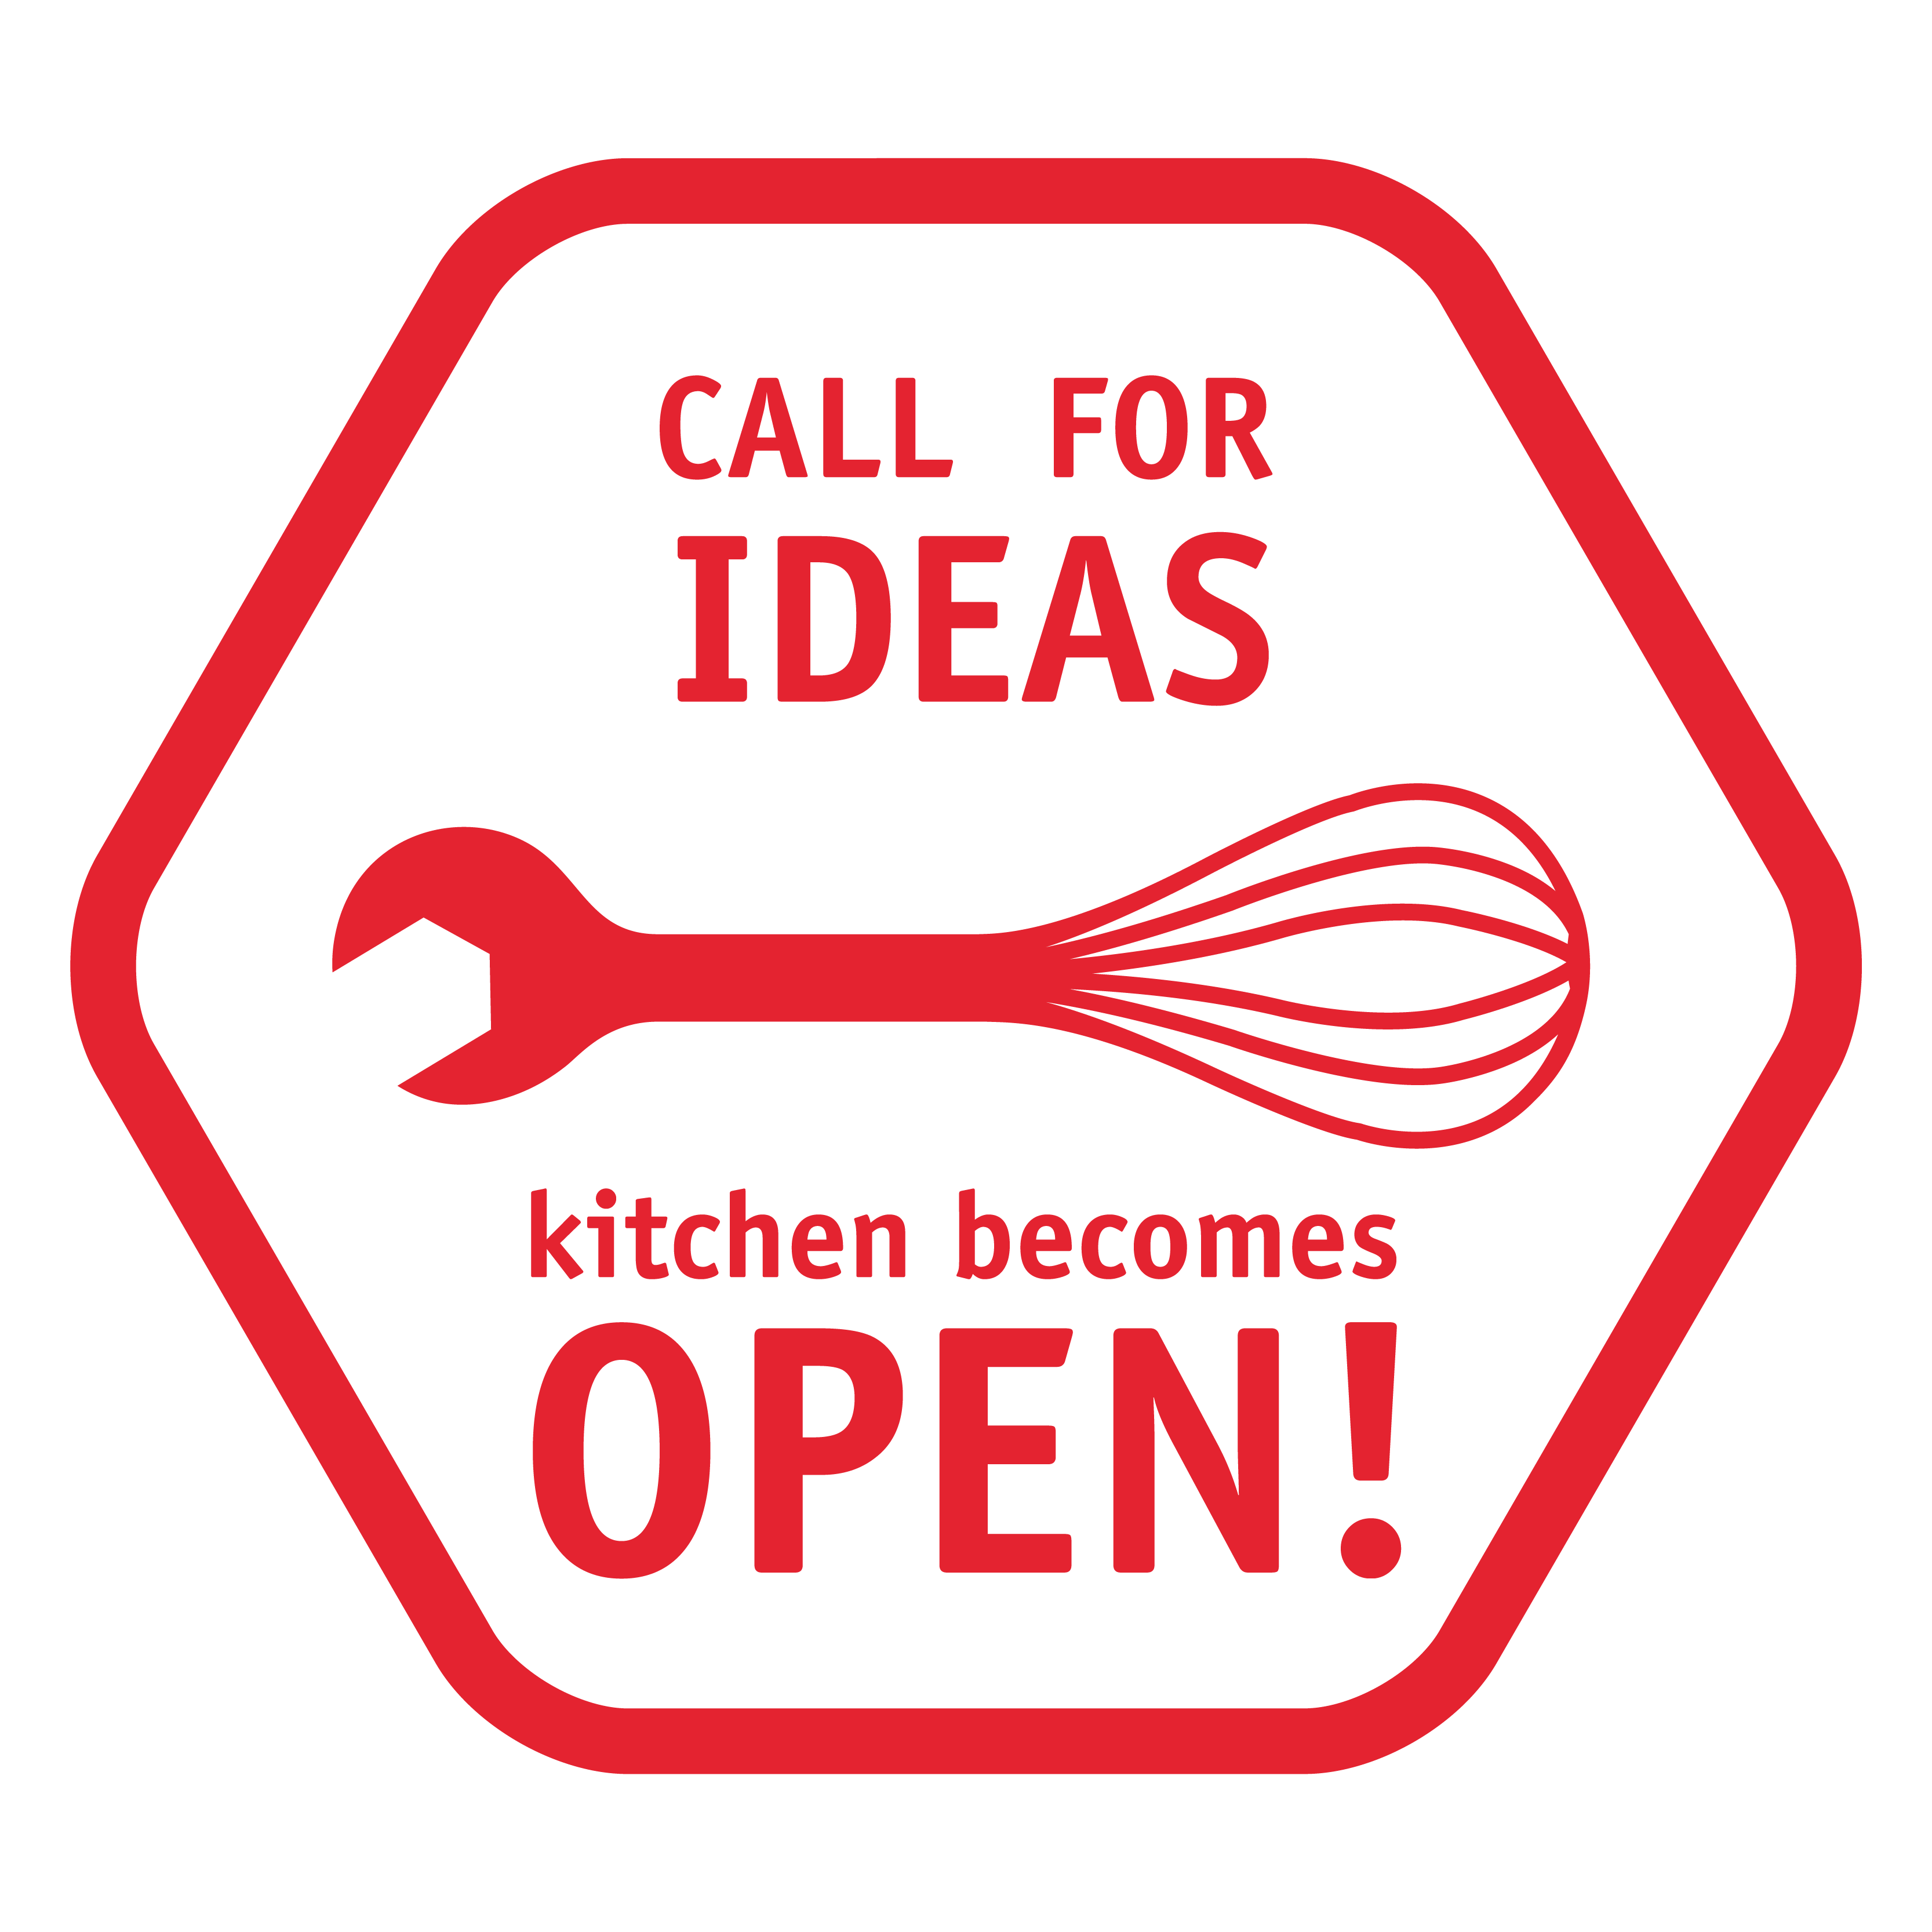 CALL FOR
IDEAS
kitchen becomes
OPEN!